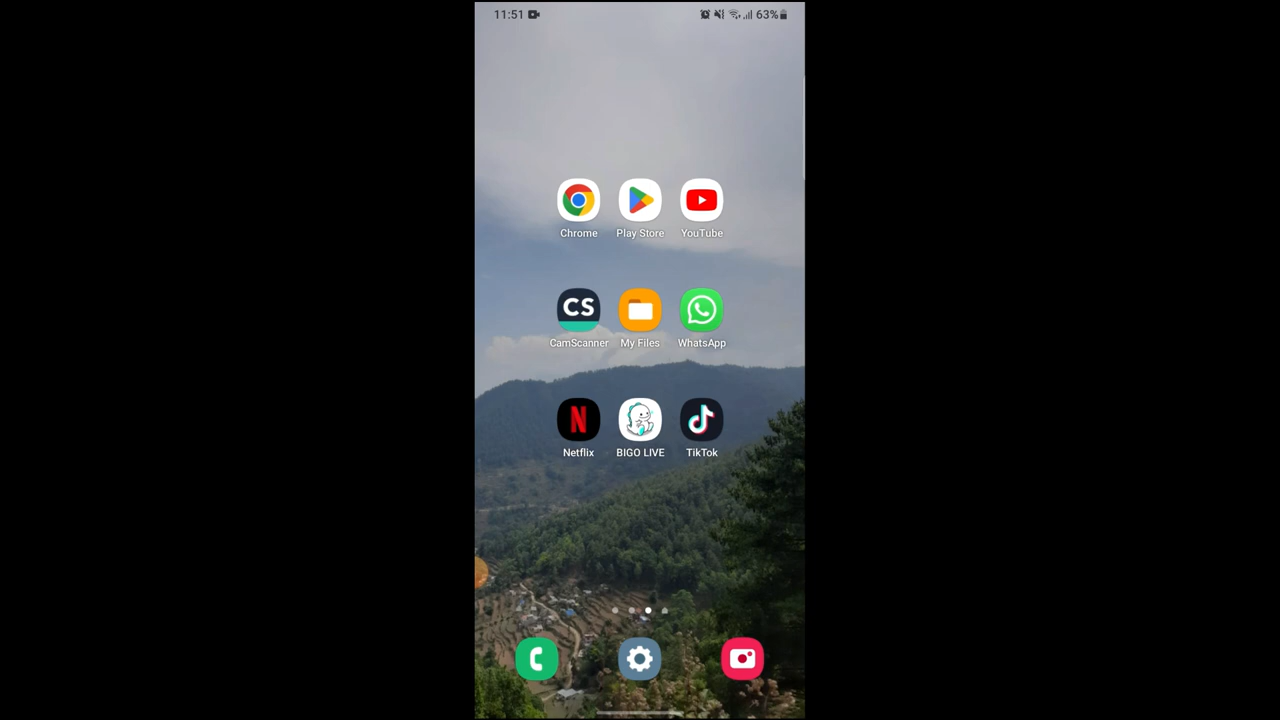 11:51 63%
Chrome Play Store YouTube
CS
CamScanner My Files WhatsApp
N
Netflix BIGO LIVE TikTok